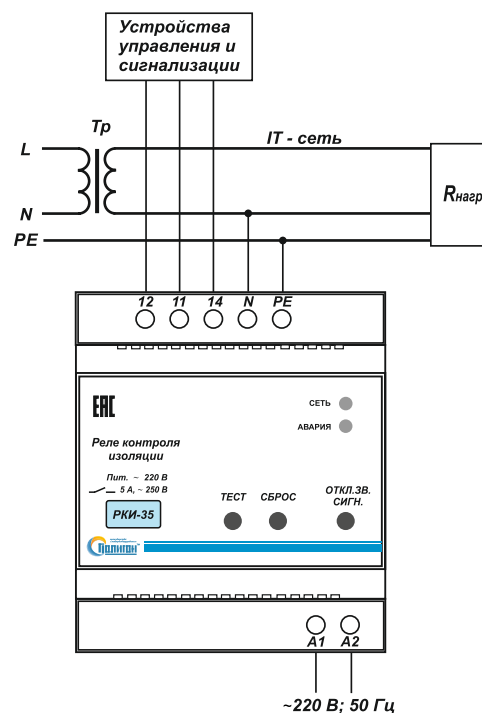 Устройства
управления и
сигнализации
Тр
L
IT - сеть
Rнагр
N
PE
12 11 14 N PE
ЕАС
СЕТЬ
АВАРИЯ
Реле контроля
изоляции
Пит. ~ 220 В
5 А, ~ 250 В
РКИ-35
ТЕСТ СБРОС ОТКЛ.ЗВ.
СИГН.
Полигон
A1 A2
~220 В; 50 Гц